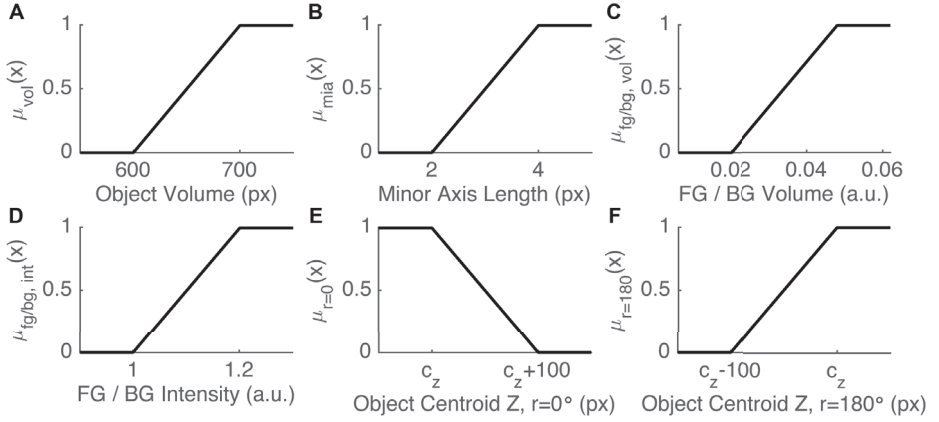 A
μvol(x)
1
0.5
0
600 700
Object Volume (px)
B
μmia(x)
1
0.5
0
2 4
Minor Axis Length (px)
C
μfg/bg, vol(x)
1
0.5
0
0.02 0.04 0.06
FG / BG Volume (a.u.)
D
μfg/bg, int(x)
1
0.5
0
1 1.2
FG / BG Intensity (a.u.)
E
μr=0(x)
1
0.5
0
cz cz+100
Object Centroid Z, r=0° (px)
F
μr=180(x)
1
0.5
0
cz-100 cz
Object Centroid Z, r=180° (px)